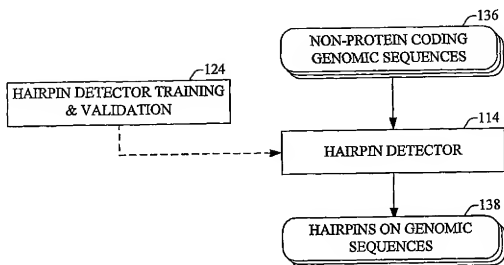 136
NON-PROTEIN CODING
GENOMIC SEQUENCES
124
HAIRPIN DETECTOR TRAINING
& VALIDATION
114
HAIRPIN DETECTOR
138
HAIRPINS ON GENOMIC
SEQUENCES